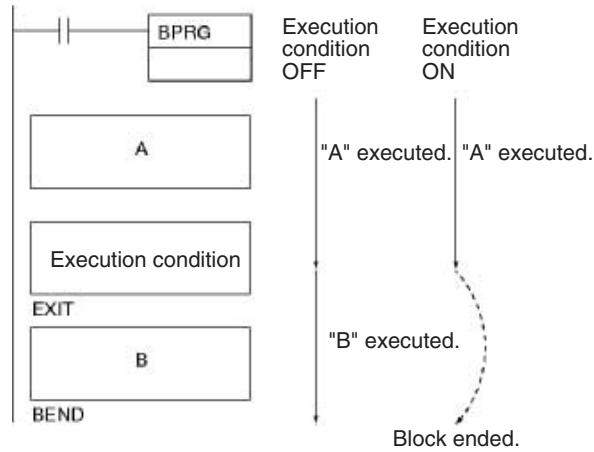 BPRG
Execution
condition
OFF
Execution
condition
ON
A
"A" executed.
"A" executed.
Execution condition
EXIT
B
"B" executed.
BEND
Block ended.